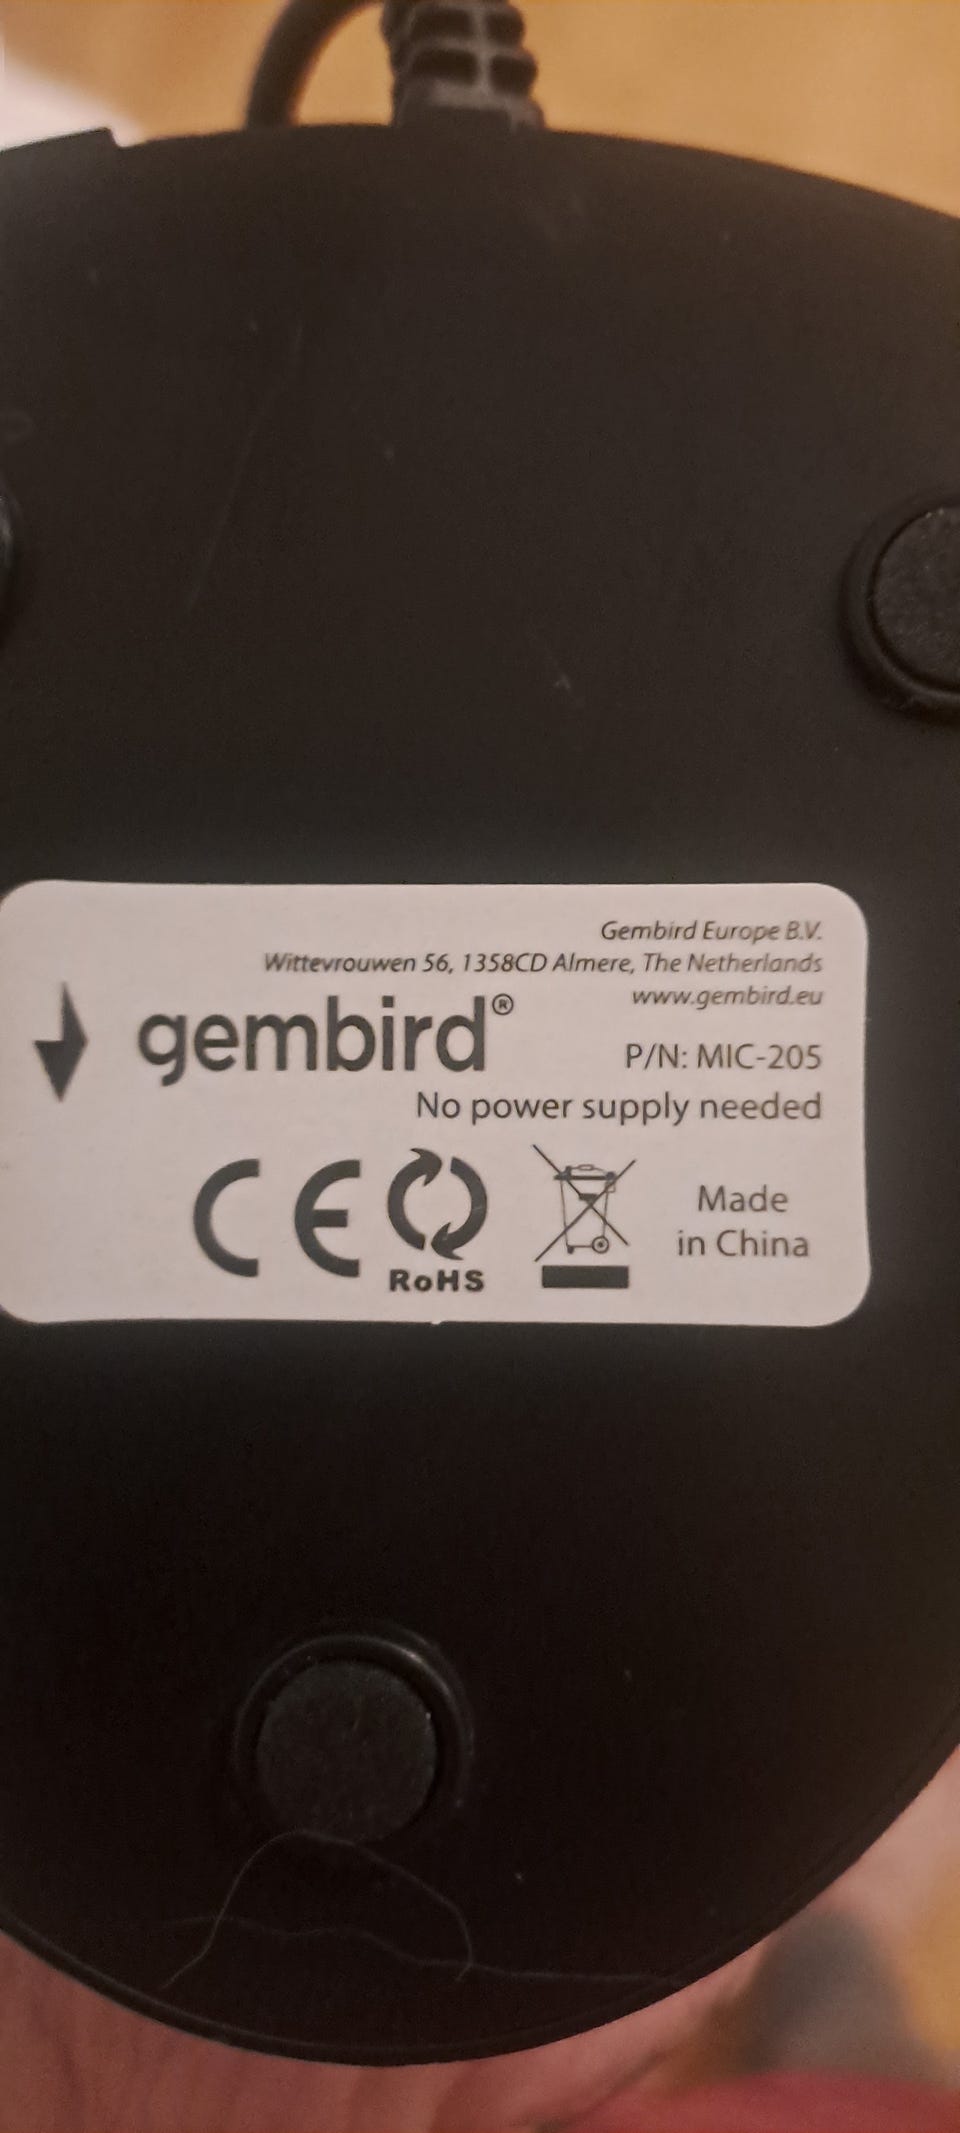 Gembird Europe B.V.
Wittevrouwen 56, 1358CD Almere, The Netherlands
www.gembird.eu
gembird®
P/N: MIC-205
No power supply needed
CE
RoHS
Made
in China